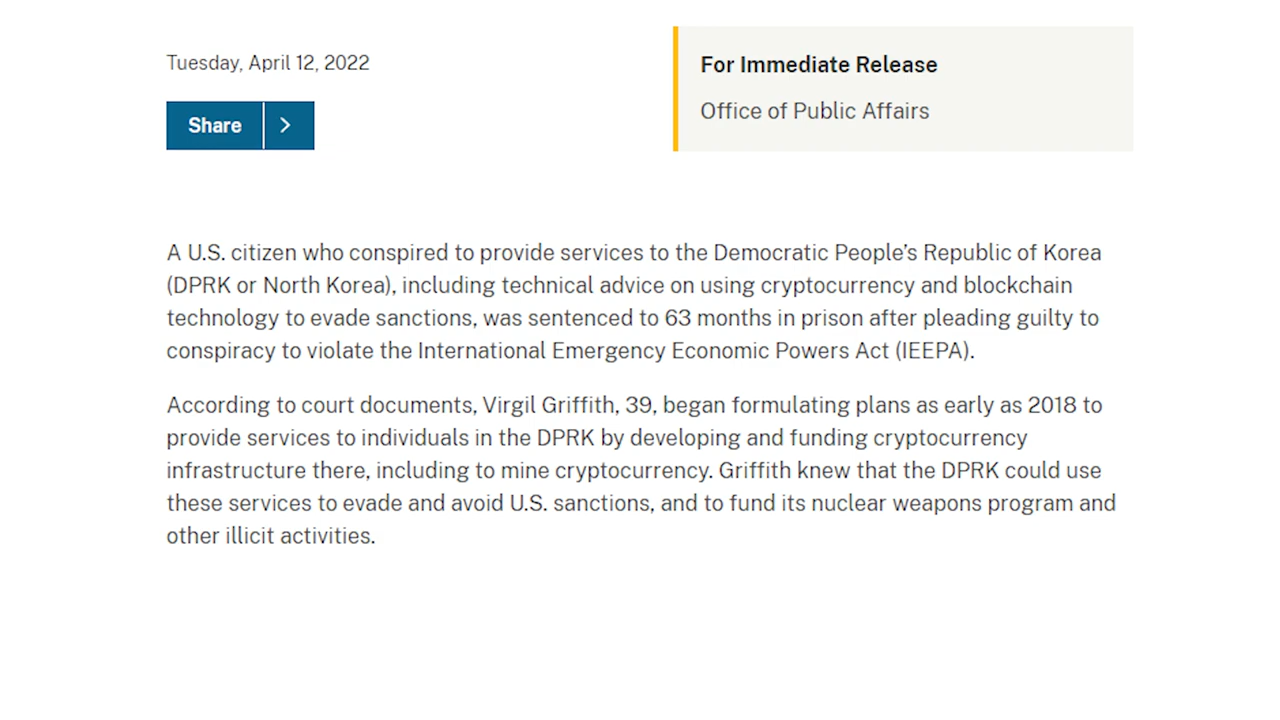 Tuesday, April 12, 2022
Share
For Immediate Release
Office of Public Affairs
A U.S. citizen who conspired to provide services to the Democratic People’s Republic of Korea
(DPRK or North Korea), including technical advice on using cryptocurrency and blockchain
technology to evade sanctions, was sentenced to 63 months in prison after pleading guilty to
conspiracy to violate the International Emergency Economic Powers Act (IEEPA).
According to court documents, Virgil Griffith, 39, began formulating plans as early as 2018 to
provide services to individuals in the DPRK by developing and funding cryptocurrency
infrastructure there, including to mine cryptocurrency. Griffith knew that the DPRK could use
these services to evade and avoid U.S. sanctions, and to fund its nuclear weapons program and
other illicit activities.